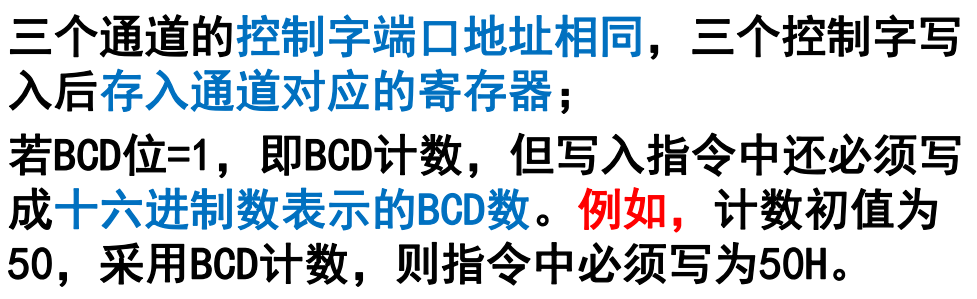 三个通道的控制字端口地址相同，三个控制字写
入后存入通道对应的寄存器；
若BCD位=1，即BCD计数，但写入指令中还必须写
成十六进制数表示的BCD数。例如，计数初值为
50，采用BCD计数，则指令中必须写为50H。